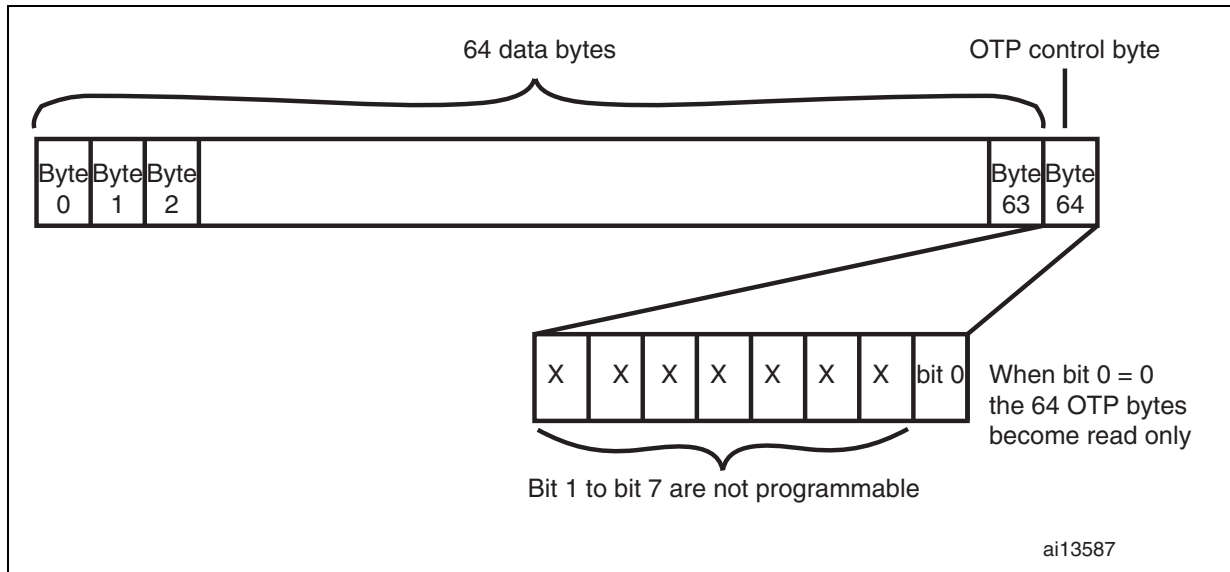 64 data bytes
OTP control byte
Byte 0
Byte 1
Byte 2
Byte 63
Byte 64
X X X X X X X bit 0
When bit 0 = 0
the 64 OTP bytes
become read only
Bit 1 to bit 7 are not programmable
ai13587